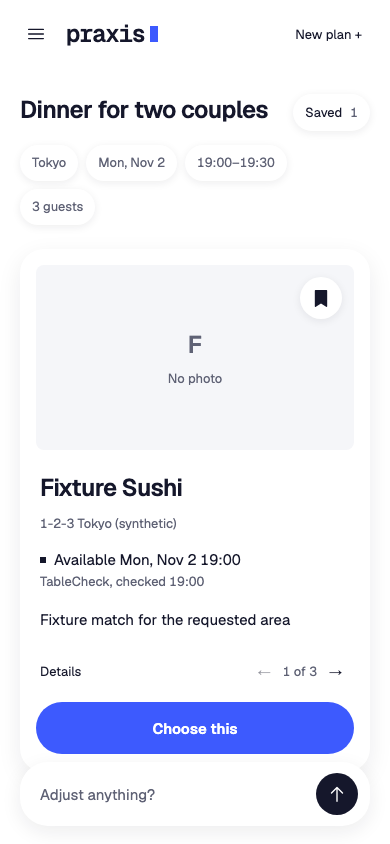 praxis
New plan +
Dinner for two couples
Saved 1
Tokyo
Mon, Nov 2
19:00–19:30
3 guests
F
No photo
Fixture Sushi
1-2-3 Tokyo (synthetic)
Available Mon, Nov 2 19:00
TableCheck, checked 19:00
Fixture match for the requested area
Details
← 1 of 3 →
Choose this
Adjust anything?